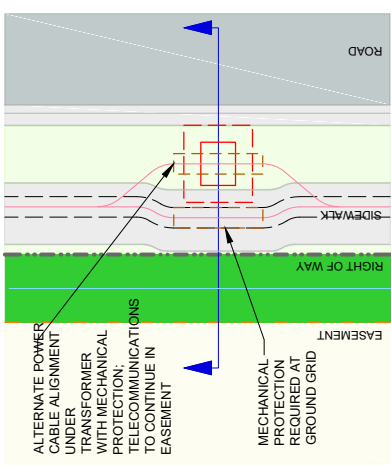 ROAD
SIDEWALK
RIGHT OF WAY
EASEMENT
ALTERNATE POWER
CABLE ALIGNMENT
UNDER
TRANSFORMER
WITH MECHANICAL
PROTECTION;
TELECOMMUNICATIONS
TO CONTINUE IN
EASEMENT
MECHANICAL
PROTECTION
REQUIRED AT
GROUND GRID